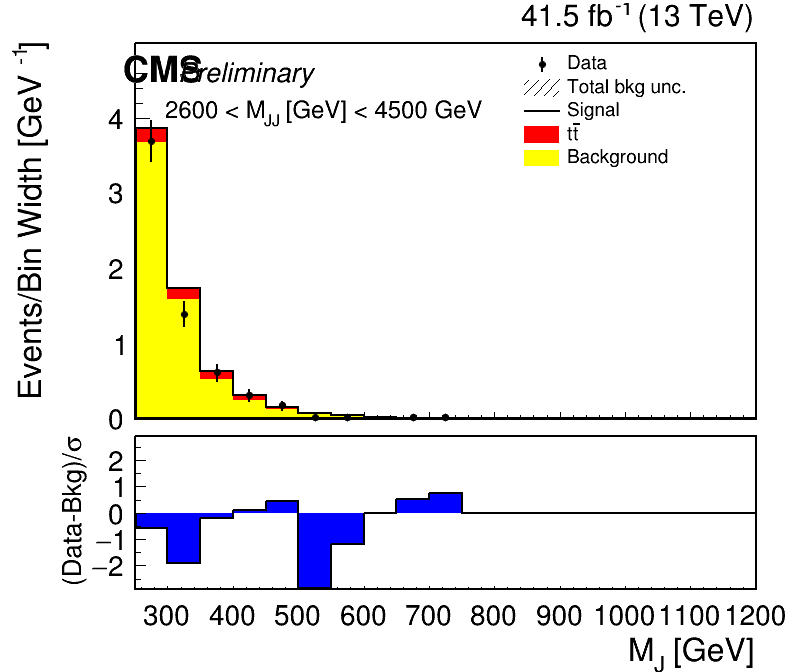 41.5 fb⁻¹ (13 TeV)
CMS Preliminary
2600 < M_JJ [GeV] < 4500 GeV
Data
Total bkg unc.
Signal
tt̄
Background
Events/Bin Width [GeV⁻¹]
4
3
2
1
0
(Data-Bkg)/σ
2
1
0
−1
−2
300 400 500 600 700 800 900 1000 1100 1200
M_J [GeV]